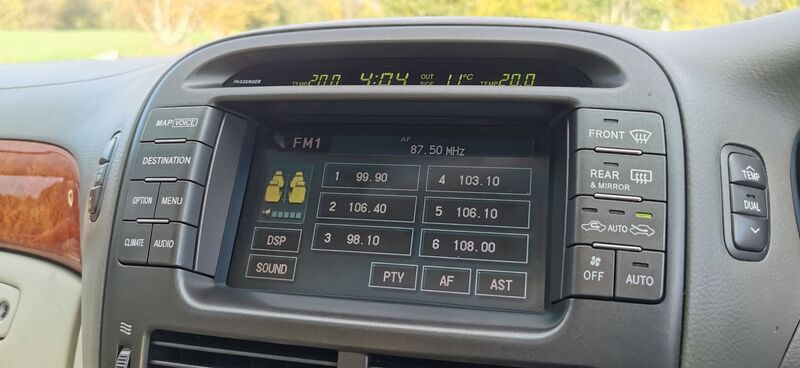 PASSENGER TEMP 20.0 4:04 OUT SIDE 11°C TEMP 20.0
MAP VOICE
DESTINATION
OPTION MENU
CLIMATE AUDIO
FM1 AF 87.50 MHz
1 99.90 4 103.10
2 106.40 5 106.10
3 98.10 6 108.00
DSP
SOUND PTY AF AST
FRONT
REAR
& MIRROR
AUTO
OFF AUTO
TEMP
DUAL